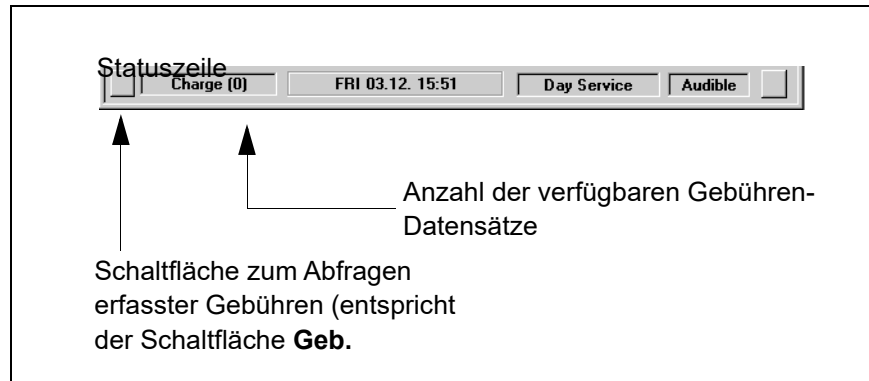 Statuszeile
Charge (0) FRI 03.12. 15:51 Day Service Audible
Anzahl der verfügbaren Gebühren-
Datensätze
Schaltfläche zum Abfragen
erfasster Gebühren (entspricht
der Schaltfläche Geb.